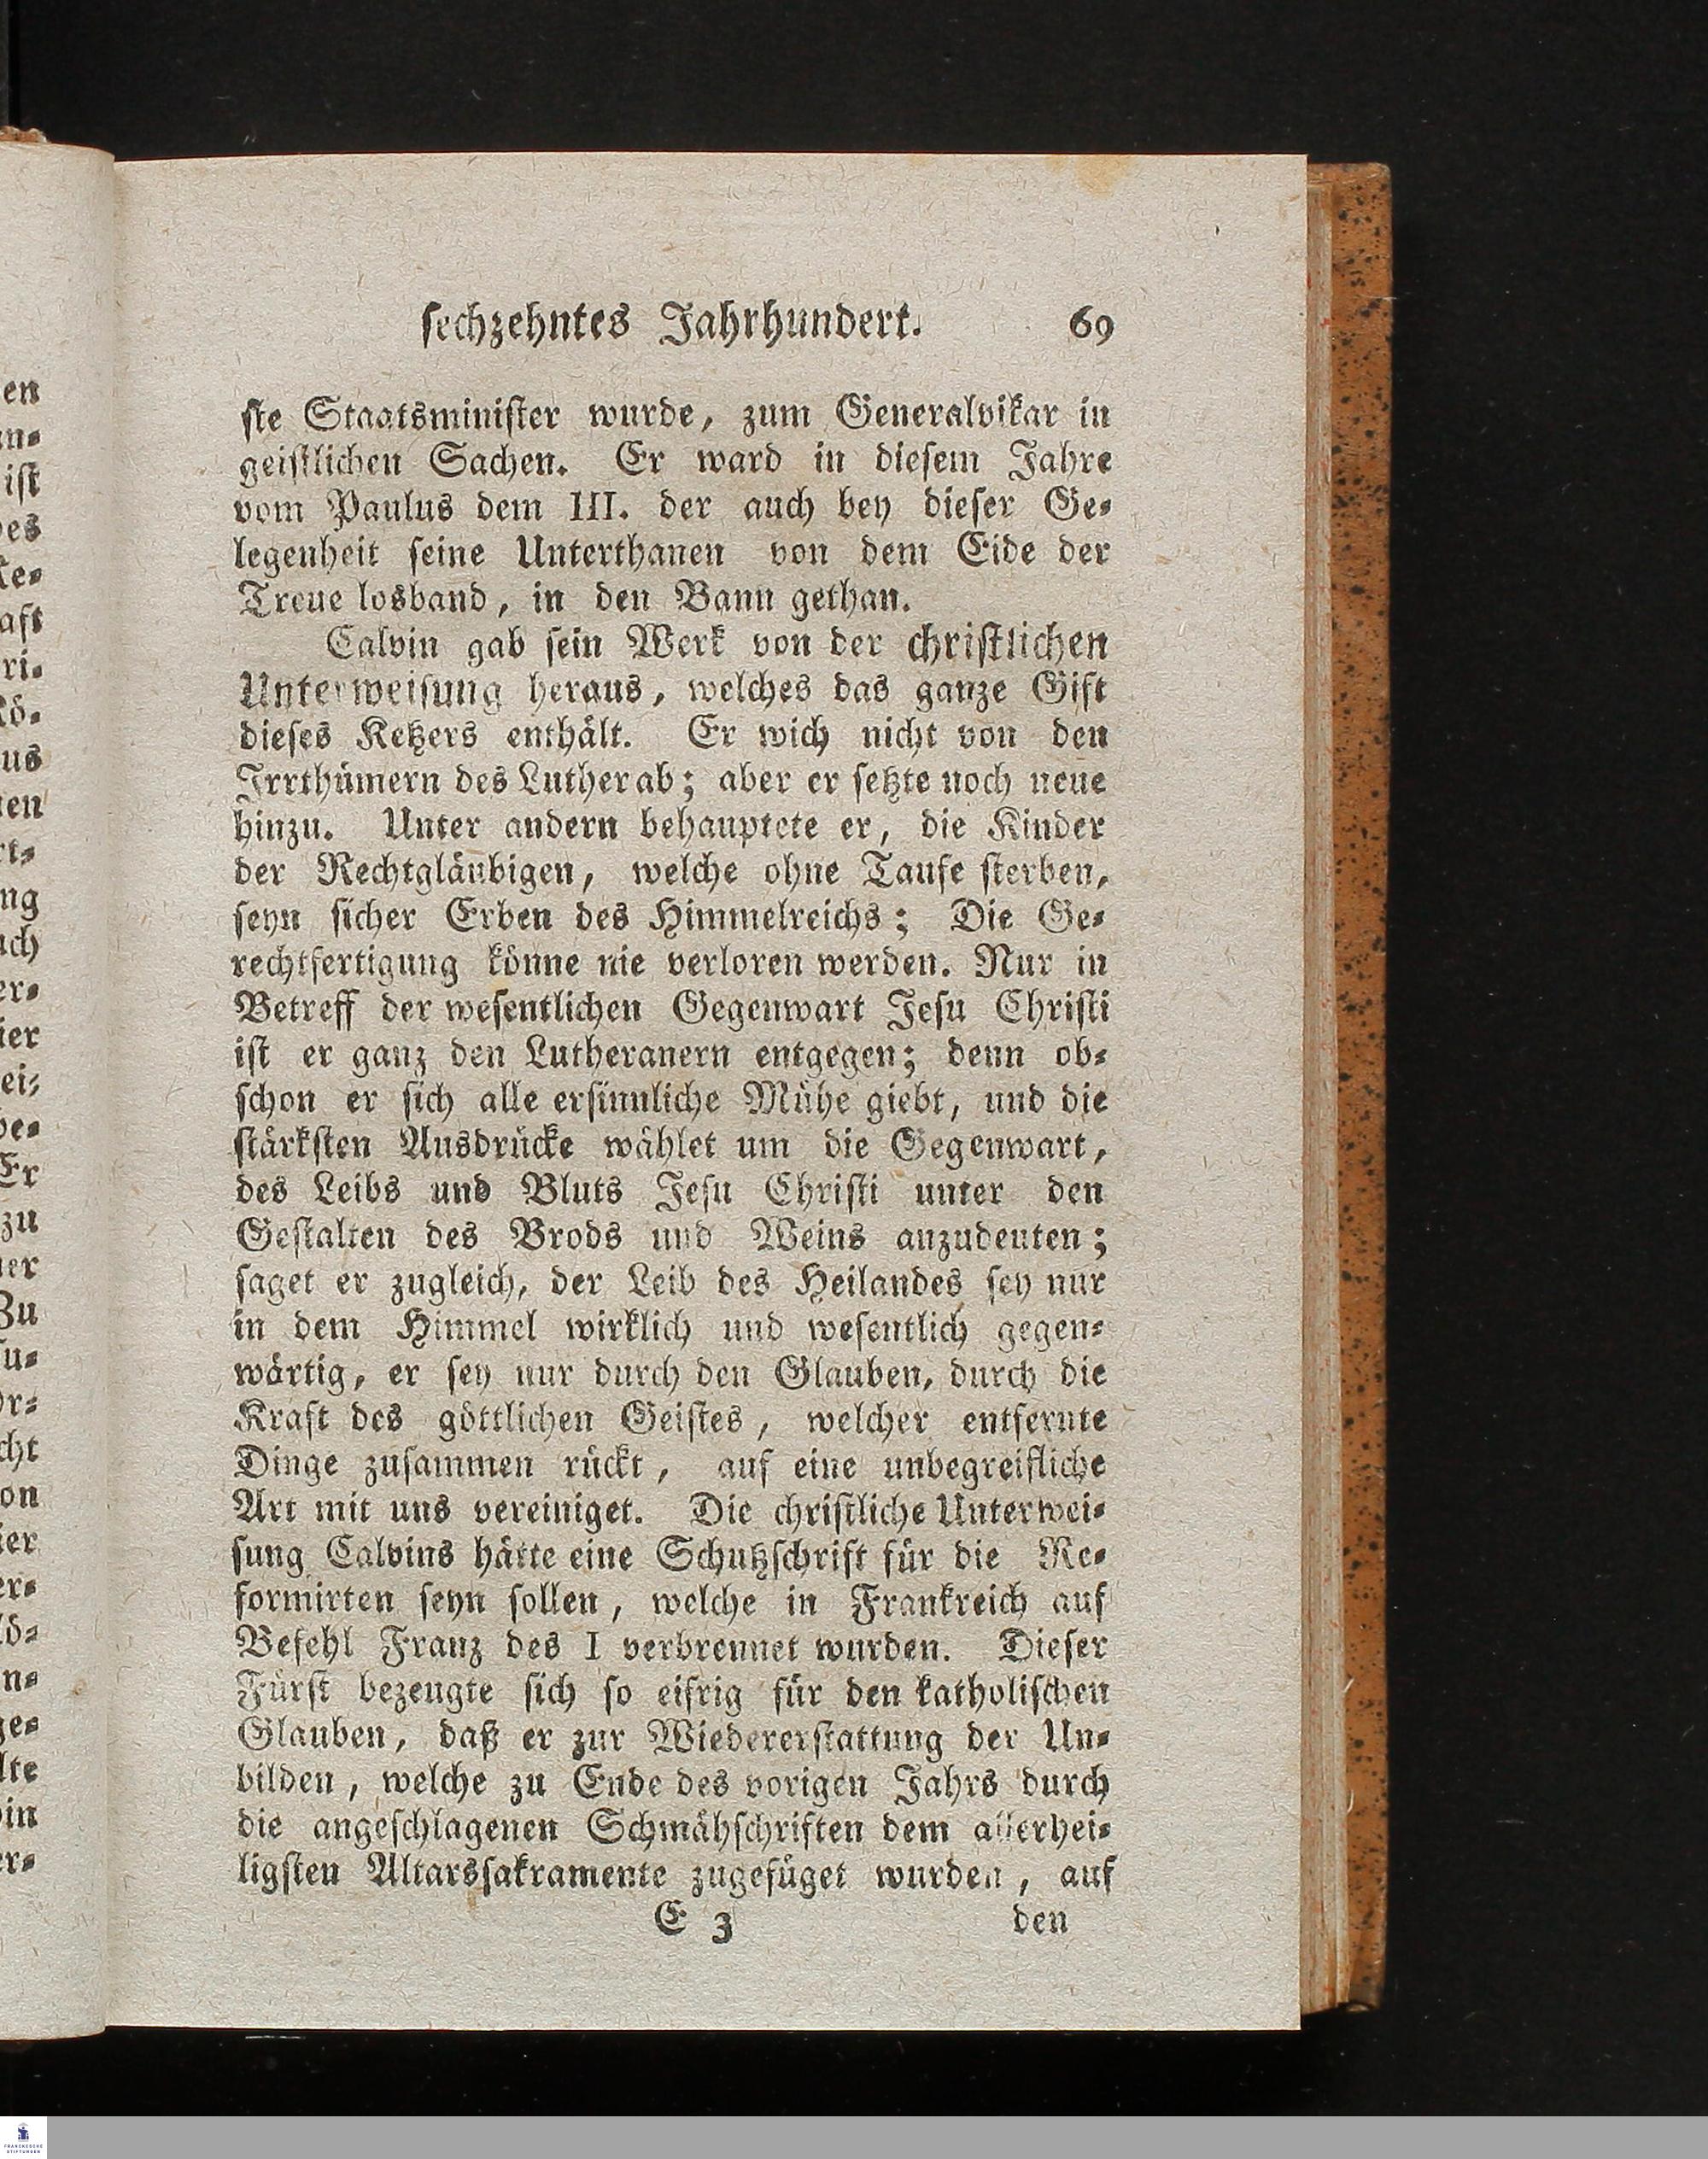 sechzehntes Jahrhundert. 69
ste Staatsminister wurde, zum Generalvikar in
geistlichen Sachen. Er ward in diesem Jahre
vom Paulus dem III. der auch bey dieser Ge-
legenheit seine Unterthanen von dem Eide der
Treue losband, in den Bann gethan.
Calvin gab sein Werk von der christlichen
Unterweisung heraus, welches das ganze Gift
dieses Ketzers enthält. Er wich nicht von den
Irrthümern des Luther ab; aber er setzte noch neue
hinzu. Unter andern behauptete er, die Kinder
der Rechtgläubigen, welche ohne Taufe sterben,
seyn sicher Erben des Himmelreichs; Die Ge-
rechtfertigung könne nie verloren werden. Nur in
Betreff der wesentlichen Gegenwart Jesu Christi
ist er ganz den Lutheranern entgegen; denn ob-
schon er sich alle ersinnliche Mühe giebt, und die
stärksten Ausdrücke wählet um die Gegenwart,
des Leibs und Bluts Jesu Christi unter den
Gestalten des Brods und Weins anzudeuten;
saget er zugleich, der Leib des Heilandes sey nur
in dem Himmel wirklich und wesentlich gegen-
wärtig, er sey nur durch den Glauben, durch die
Kraft des göttlichen Geistes, welcher entfernte
Dinge zusammen rückt, auf eine unbegreifliche
Art mit uns vereiniget. Die christliche Unterwei-
sung Calvins hätte eine Schutzschrift für die Re-
formirten seyn sollen, welche in Frankreich auf
Befehl Franz des I verbrennet wurden. Dieser
Fürst bezeugte sich so eifrig für den katholischen
Glauben, daß er zur Wiedererstattung der Un-
bilden, welche zu Ende des vorigen Jahrs durch
die angeschlagenen Schmähschriften dem allerhei-
ligsten Altarssakramente zugefüget wurden, auf
E 3 den
FRANCKESCHE
STIFTUNGEN